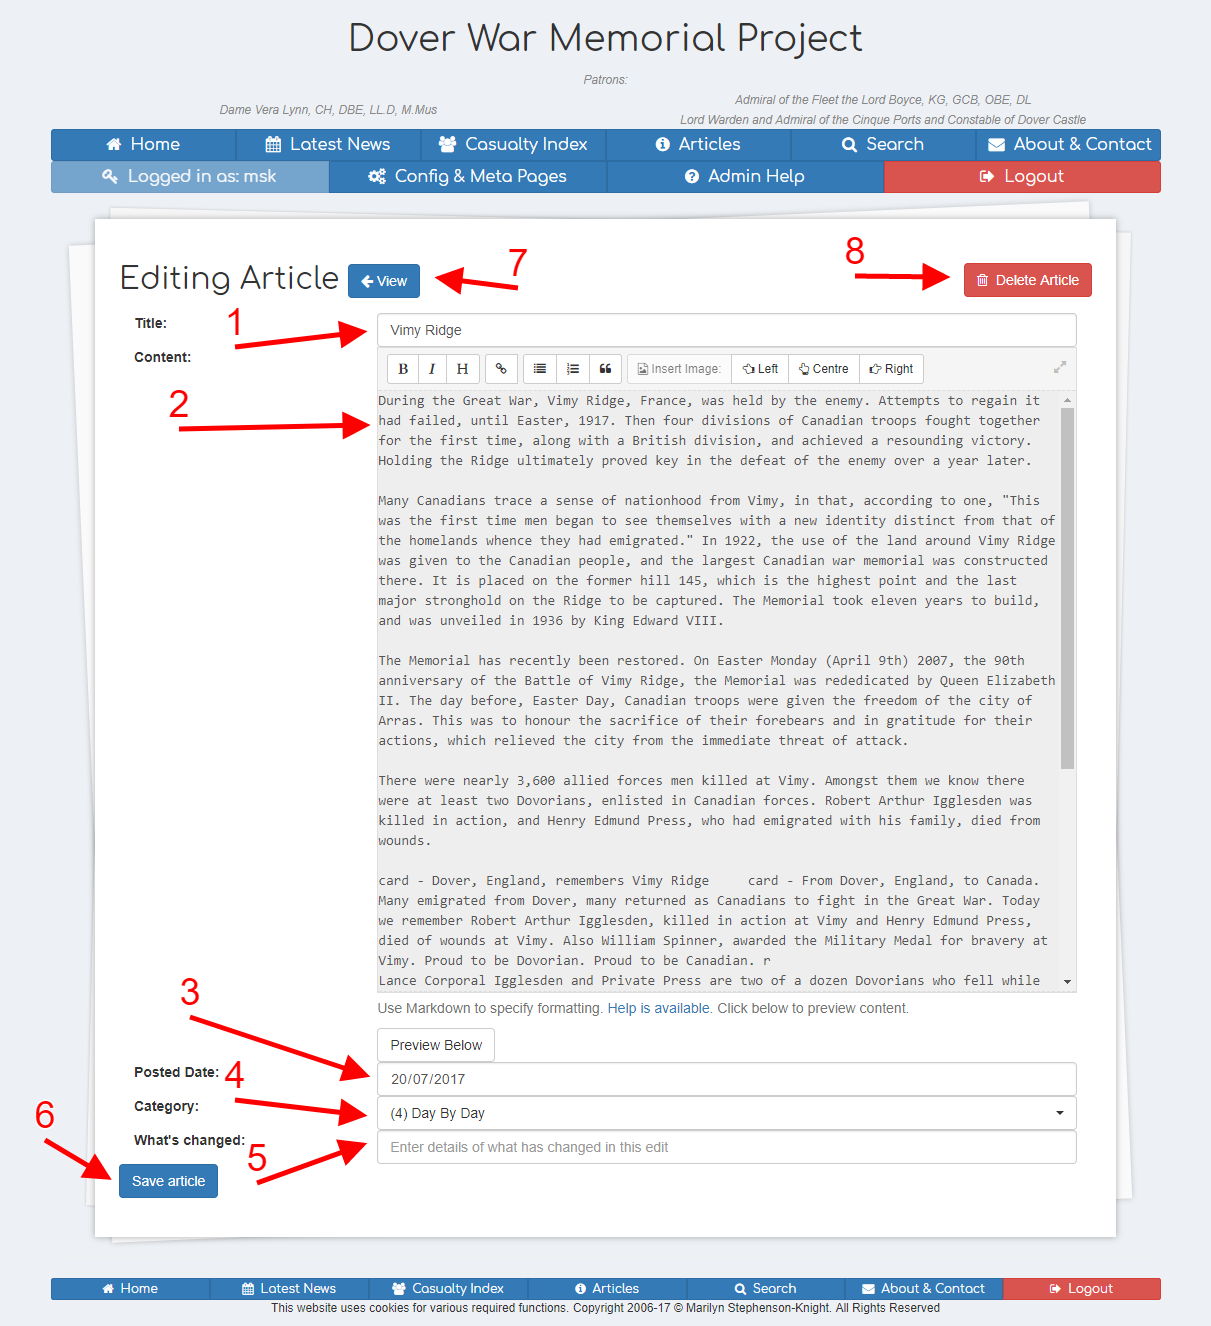 Dover War Memorial Project
Patrons:
Dame Vera Lynn, CH, DBE, LL.D, M.Mus
Admiral of the Fleet the Lord Boyce, KG, GCB, OBE, DL
Lord Warden and Admiral of the Cinque Ports and Constable of Dover Castle
Home Latest News Casualty Index Articles Search About & Contact
Logged in as: msk Config & Meta Pages Admin Help Logout
Editing Article View 7 8 Delete Article
Title: 1 Vimy Ridge
Content: B I H Insert Image: Left Centre Right
2
During the Great War, Vimy Ridge, France, was held by the enemy. Attempts to regain it
had failed, until Easter, 1917. Then four divisions of Canadian troops fought together
for the first time, along with a British division, and achieved a resounding victory.
Holding the Ridge ultimately proved key in the defeat of the enemy over a year later.
Many Canadians trace a sense of nationhood from Vimy, in that, according to one, "This
was the first time men began to see themselves with a new identity distinct from that of
the homelands whence they had emigrated." In 1922, the use of the land around Vimy Ridge
was given to the Canadian people, and the largest Canadian war memorial was constructed
there. It is placed on the former hill 145, which is the highest point and the last
major stronghold on the Ridge to be captured. The Memorial took eleven years to build,
and was unveiled in 1936 by King Edward VIII.
The Memorial has recently been restored. On Easter Monday (April 9th) 2007, the 90th
anniversary of the Battle of Vimy Ridge, the Memorial was rededicated by Queen Elizabeth
II. The day before, Easter Day, Canadian troops were given the freedom of the city of
Arras. This was to honour the sacrifice of their forebears and in gratitude for their
actions, which relieved the city from the immediate threat of attack.
There were nearly 3,600 allied forces men killed at Vimy. Amongst them we know there
were at least two Dovorians, enlisted in Canadian forces. Robert Arthur Igglesden was
killed in action, and Henry Edmund Press, who had emigrated with his family, died from
wounds.
card - Dover, England, remembers Vimy Ridge card - From Dover, England, to Canada.
Many emigrated from Dover, many returned as Canadians to fight in the Great War. Today
we remember Robert Arthur Igglesden, killed in action at Vimy and Henry Edmund Press,
died of wounds at Vimy. Also William Spinner, awarded the Military Medal for bravery at
Vimy. Proud to be Dovorian. Proud to be Canadian. r
Lance Corporal Igglesden and Private Press are two of a dozen Dovorians who fell while
Use Markdown to specify formatting. Help is available. Click below to preview content.
3
Preview Below
Posted Date: 20/07/2017
4
Category: (4) Day By Day
What's changed: Enter details of what has changed in this edit
6 5
Save article
Home Latest News Casualty Index Articles Search About & Contact Logout
This website uses cookies for various required functions. Copyright 2006-17 © Marilyn Stephenson-Knight. All Rights Reserved